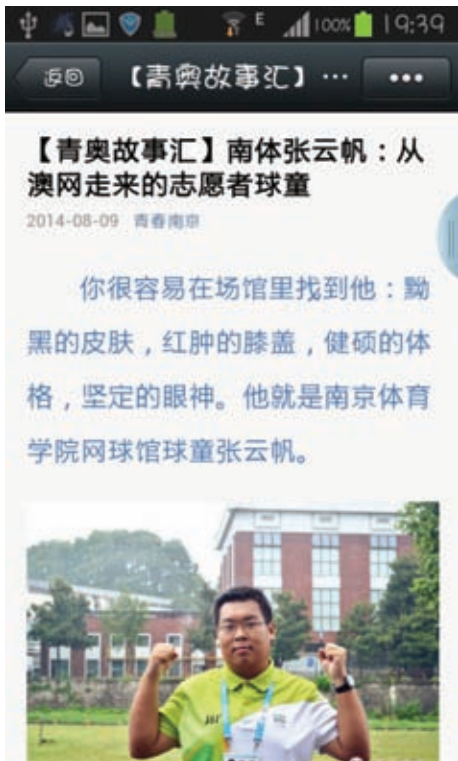 E 100% 19:39
返回 【青奥故事汇】 ··· •••
【青奥故事汇】南体张云帆：从
澳网走来的志愿者球童
2014-08-09 青春南京
你很容易在场馆里找到他：黝
黑的皮肤，红肿的膝盖，健硕的体
格，坚定的眼神。他就是南京体育
学院网球馆球童张云帆。